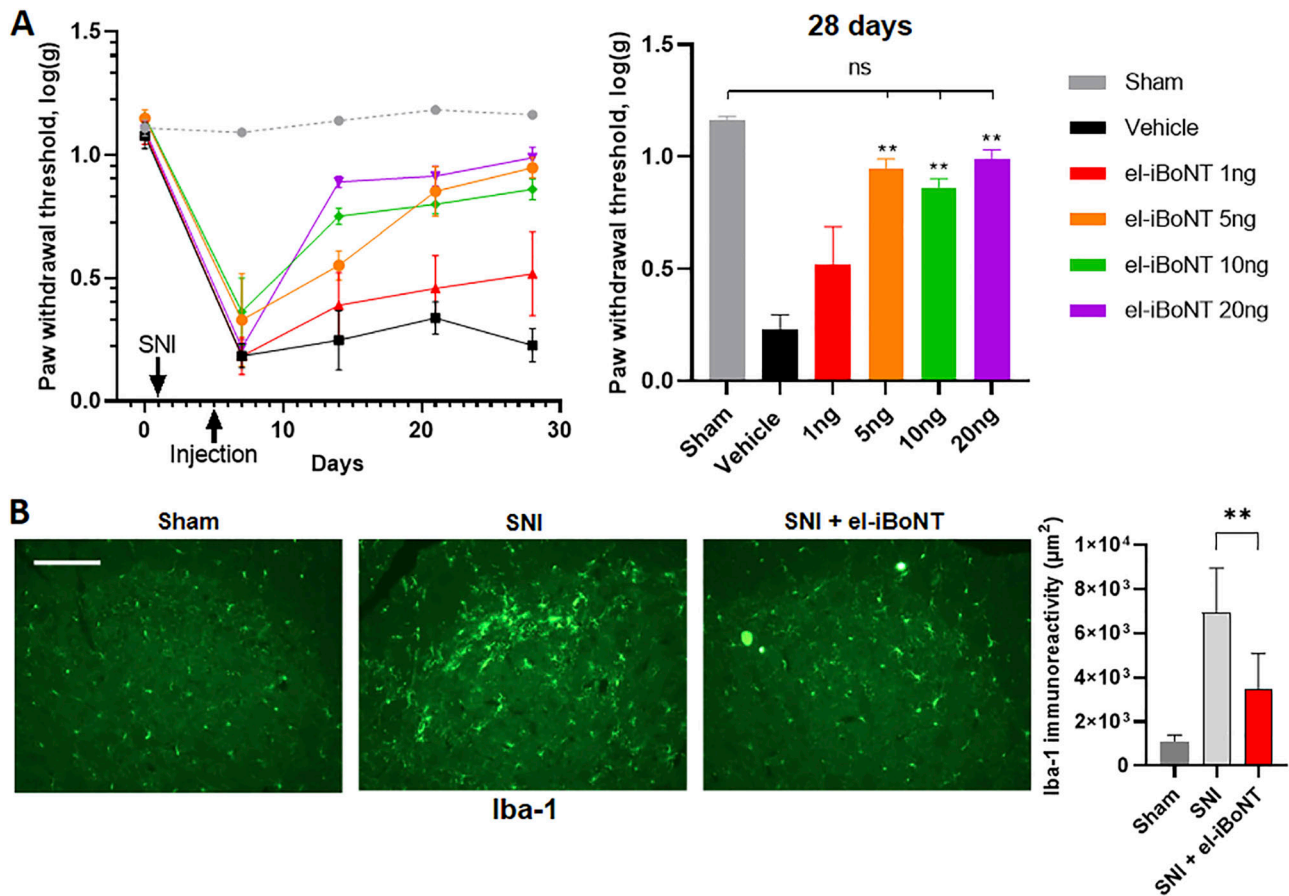 A
Paw withdrawal threshold, log(g)
1.5
1.0
0.5
0.0
SNI
Injection
0
10
20
30
Days
28 days
Paw withdrawal threshold, log(g)
1.5
1.0
0.5
0.0
ns
**
**
**
Sham
Vehicle
1ng
5ng
10ng
20ng
Sham
Vehicle
el-iBoNT 1ng
el-iBoNT 5ng
el-iBoNT 10ng
el-iBoNT 20ng
B
Sham
SNI
SNI + el-iBoNT
Iba-1
Iba-1 immunoreactivity (µm²)
1×10⁴
8×10³
6×10³
4×10³
2×10³
0
**
Sham
SNI
SNI + el-iBoNT